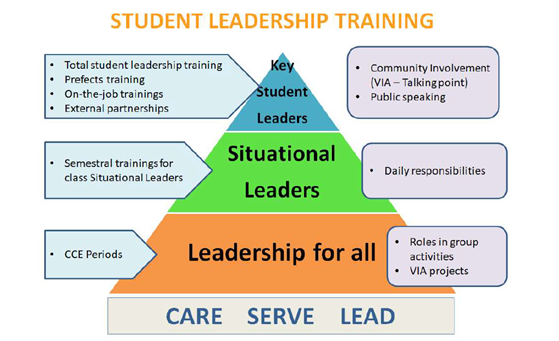 STUDENT LEADERSHIP TRAINING
• Total student leadership training
• Prefects training
• On-the-job trainings
• External partnerships
Key
Student
Leaders
• Community Involvement
(VIA – Talking point)
• Public speaking
• Semestral trainings for
class Situational Leaders
Situational
Leaders
• Daily responsibilities
• CCE Periods
Leadership for all
• Roles in group
activities
• VIA projects
CARE SERVE LEAD